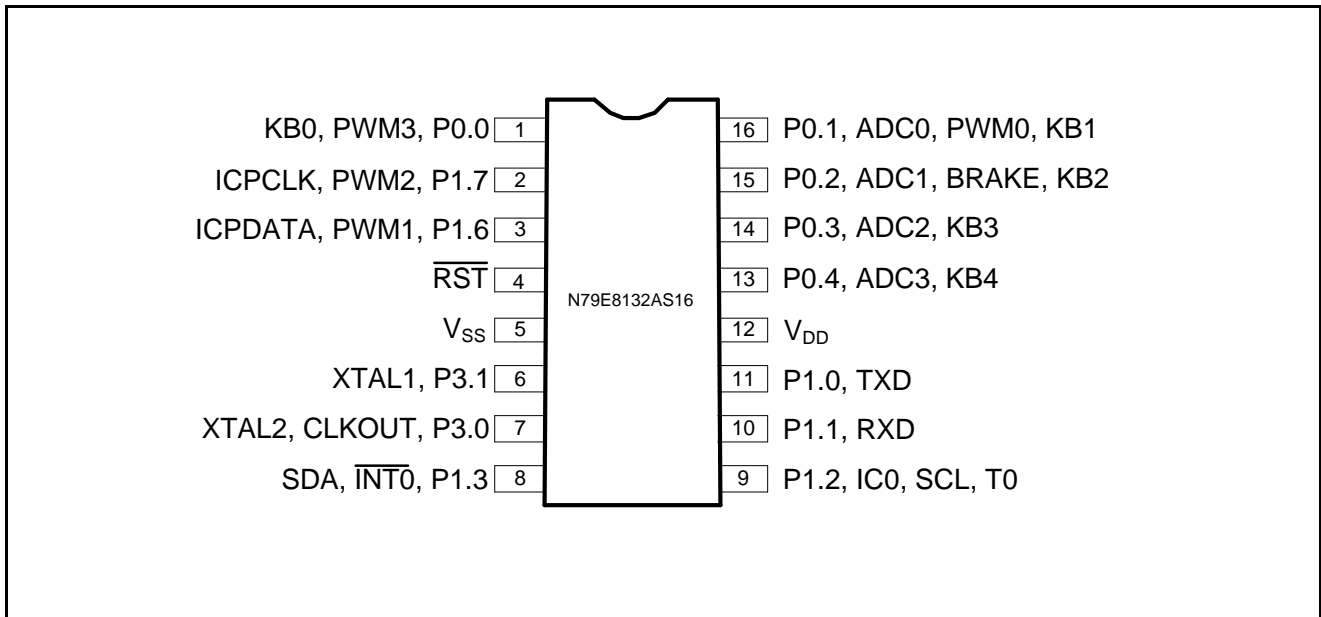 KB0, PWM3, P0.0 1 16 P0.1, ADC0, PWM0, KB1
ICPCLK, PWM2, P1.7 2 15 P0.2, ADC1, BRAKE, KB2
ICPDATA, PWM1, P1.6 3 14 P0.3, ADC2, KB3
R̅S̅T̅ 4 13 P0.4, ADC3, KB4
N79E8132AS16
VSS 5 12 VDD
XTAL1, P3.1 6 11 P1.0, TXD
XTAL2, CLKOUT, P3.0 7 10 P1.1, RXD
SDA, I̅N̅T̅0̅, P1.3 8 9 P1.2, IC0, SCL, T0